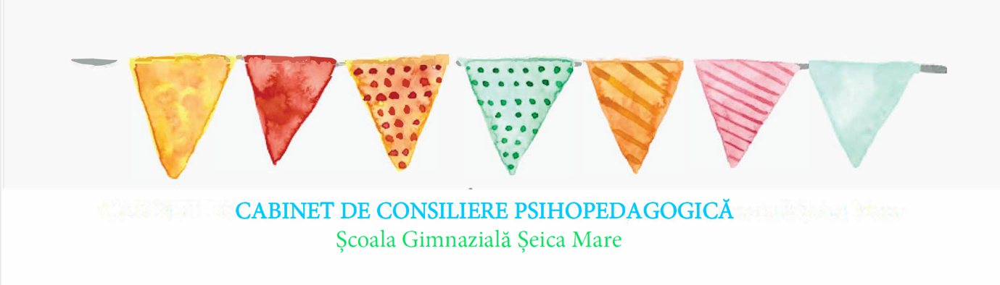 CABINET DE CONSILIERE PSIHOPEDAGOGICĂ
Școala Gimnazială Șeica Mare